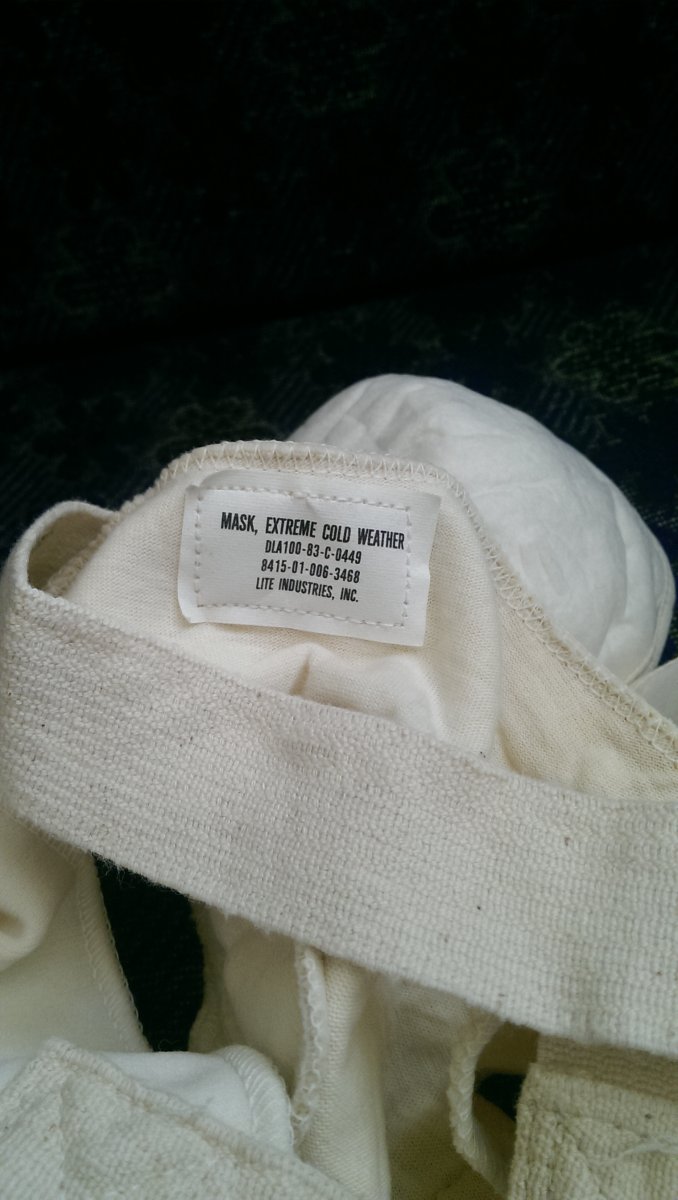 MASK, EXTREME COLD WEATHER
DLA100-83-C-0449
8415-01-006-3468
LITE INDUSTRIES, INC.